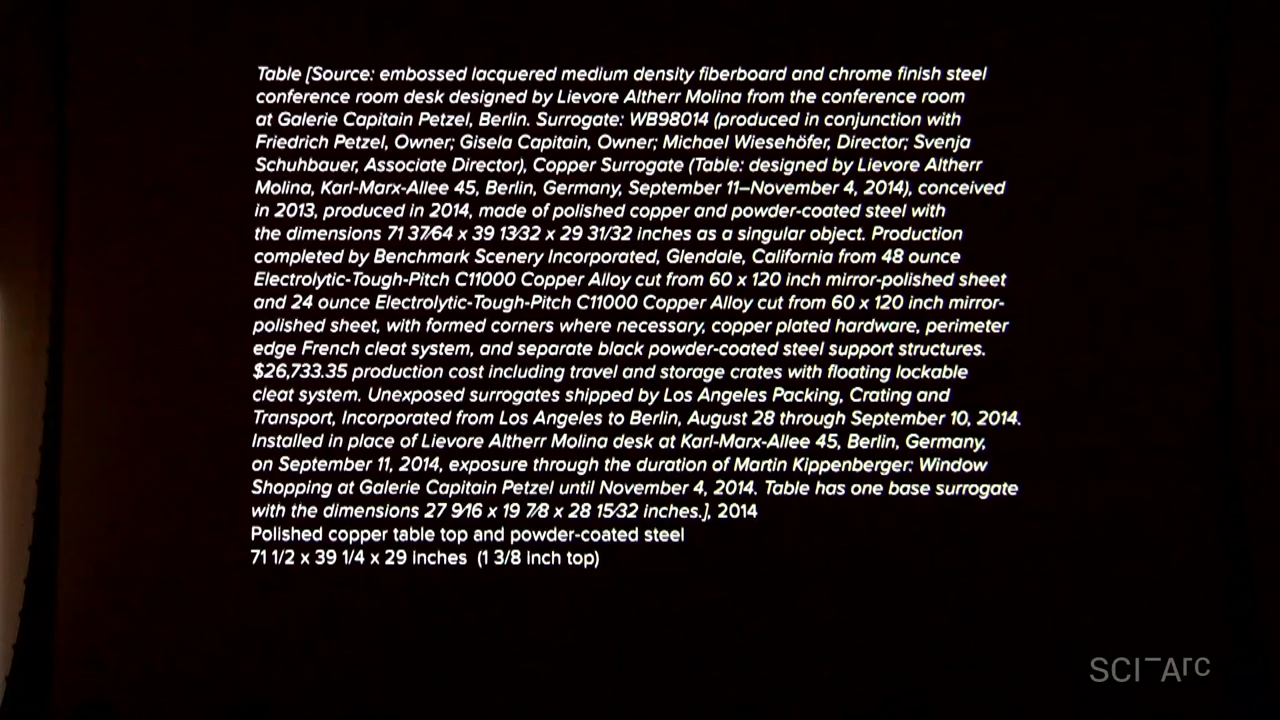 Table [Source: embossed lacquered medium density fiberboard and chrome finish steel
conference room desk designed by Lievore Altherr Molina from the conference room
at Galerie Capitain Petzel, Berlin. Surrogate: WB98014 (produced in conjunction with
Friedrich Petzel, Owner; Gisela Capitain, Owner; Michael Wiesehöfer, Director; Svenja
Schuhbauer, Associate Director), Copper Surrogate (Table: designed by Lievore Altherr
Molina, Karl-Marx-Allee 45, Berlin, Germany, September 11–November 4, 2014), conceived
in 2013, produced in 2014, made of polished copper and powder-coated steel with
the dimensions 71 37/64 x 39 13/32 x 29 31/32 inches as a singular object. Production
completed by Benchmark Scenery Incorporated, Glendale, California from 48 ounce
Electrolytic-Tough-Pitch C11000 Copper Alloy cut from 60 x 120 inch mirror-polished sheet
and 24 ounce Electrolytic-Tough-Pitch C11000 Copper Alloy cut from 60 x 120 inch mirror-
polished sheet, with formed corners where necessary, copper plated hardware, perimeter
edge French cleat system, and separate black powder-coated steel support structures.
$26,733.35 production cost including travel and storage crates with floating lockable
cleat system. Unexposed surrogates shipped by Los Angeles Packing, Crating and
Transport, Incorporated from Los Angeles to Berlin, August 28 through September 10, 2014.
Installed in place of Lievore Altherr Molina desk at Karl-Marx-Allee 45, Berlin, Germany,
on September 11, 2014, exposure through the duration of Martin Kippenberger: Window
Shopping at Galerie Capitain Petzel until November 4, 2014. Table has one base surrogate
with the dimensions 27 9/16 x 19 7/8 x 28 15/32 inches.], 2014
Polished copper table top and powder-coated steel
71 1/2 x 39 1/4 x 29 inches (1 3/8 inch top)
SCI-Arc